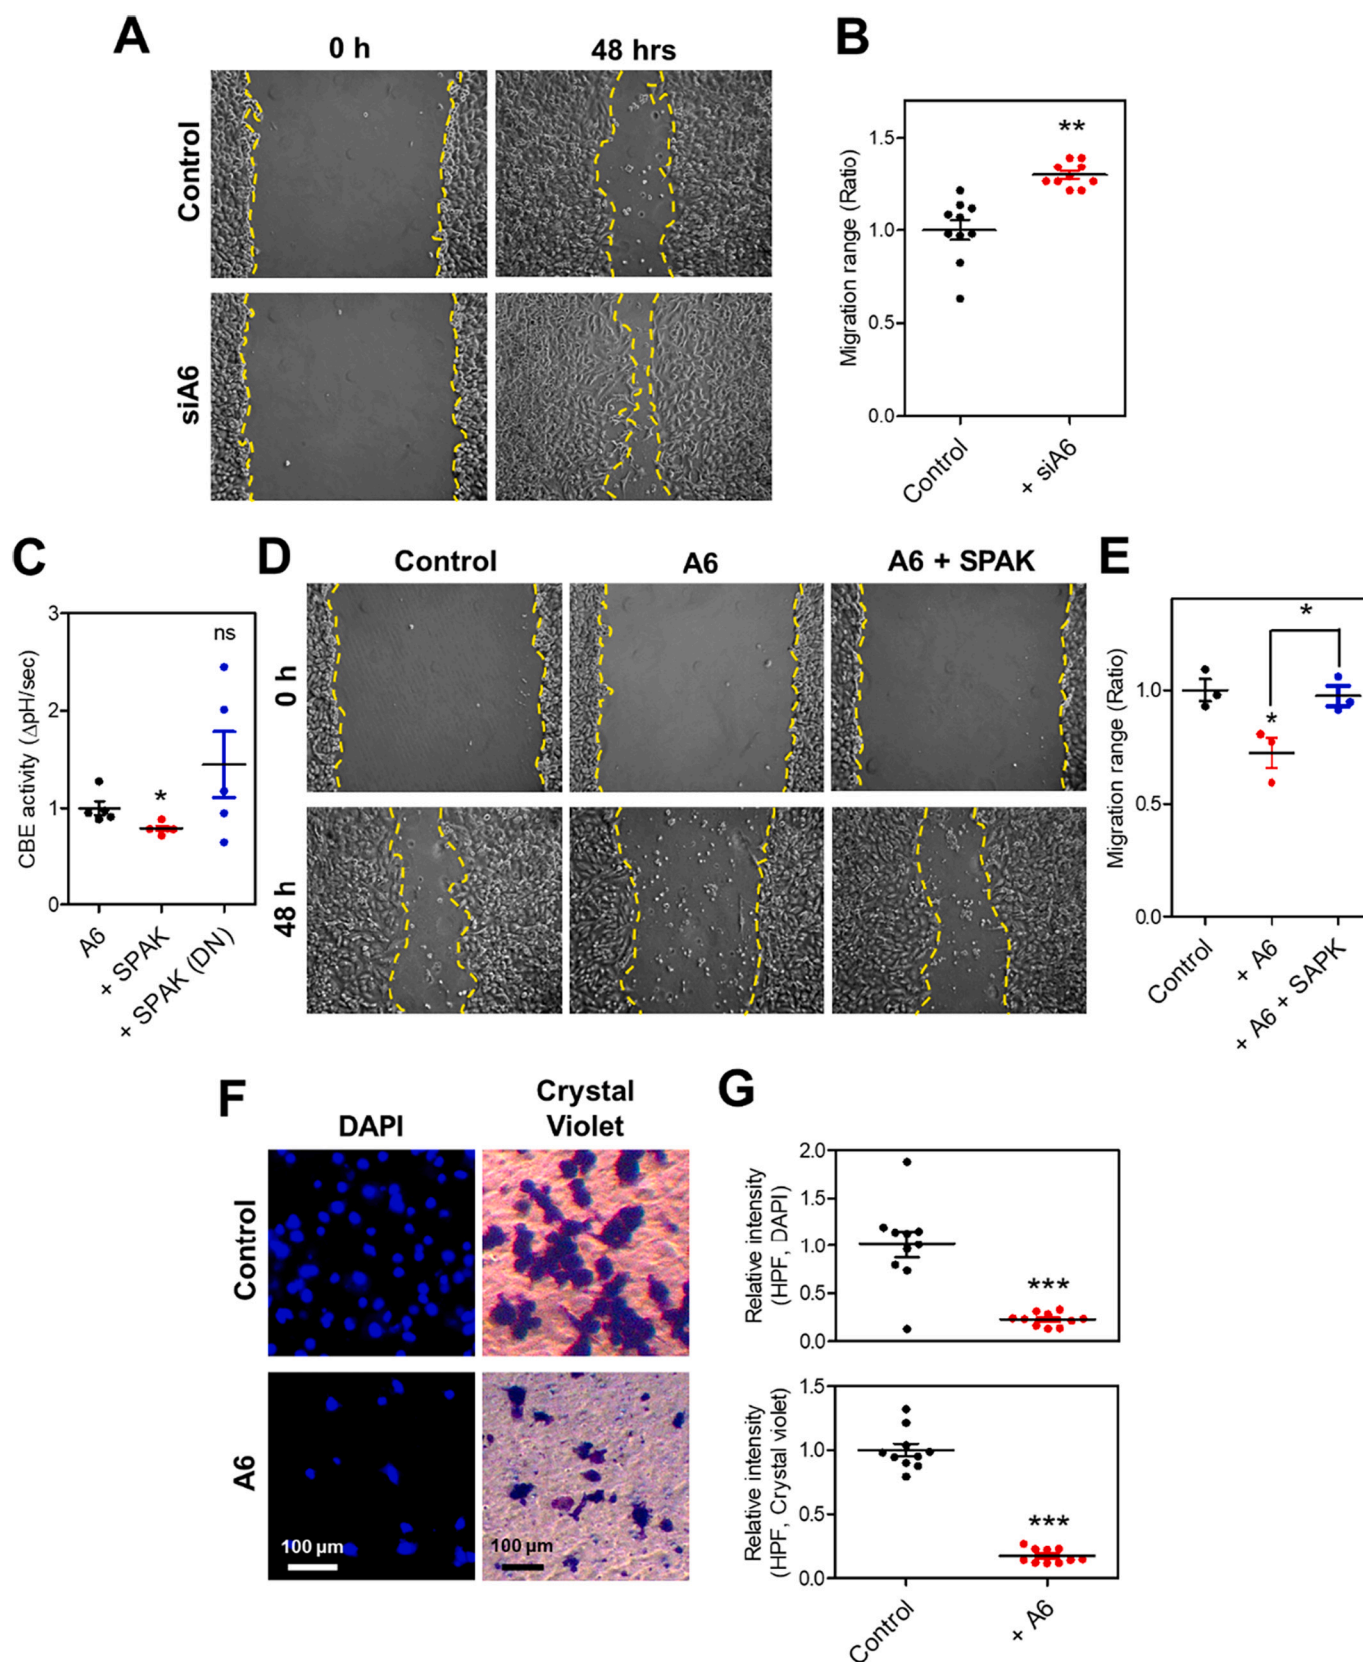 A
0 h
48 hrs
Control
siA6
B
Migration range (Ratio)
1.5
1.0
0.5
0.0
**
Control
+ siA6
C
CBE activity (ΔpH/sec)
3
2
1
0
ns
*
A6
+ SPAK
+ SPAK (DN)
D
Control
A6
A6 + SPAK
0 h
48 h
E
Migration range (Ratio)
1.0
0.5
0.0
*
*
Control
+ A6
+ A6 + SAPK
F
DAPI
Crystal
Violet
Control
A6
100 µm
100 µm
G
Relative intensity
(HPF, DAPI)
2.0
1.5
1.0
0.5
0.0
***
Relative intensity
(HPF, Crystal violet)
1.5
1.0
0.5
0.0
***
Control
+ A6